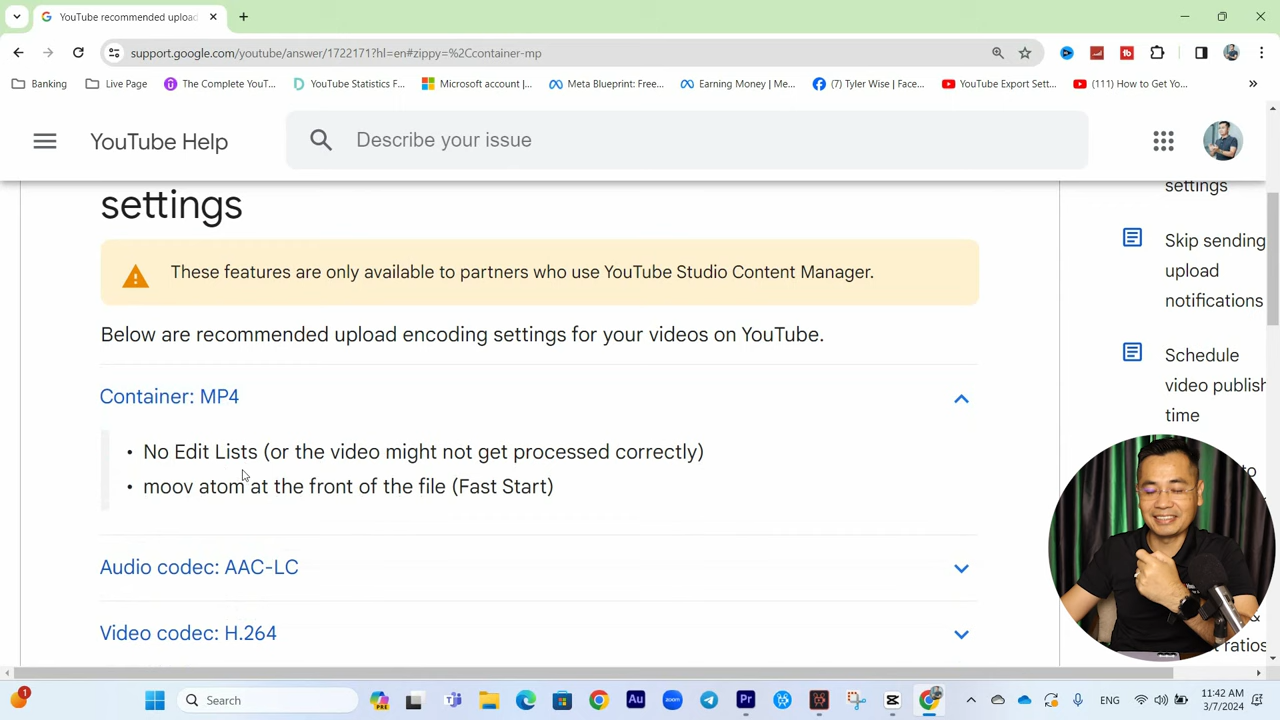 YouTube recommended upload
support.google.com/youtube/answer/1722171?hl=en#zippy=%2Ccontainer-mp
Banking
Live Page
The Complete YouT...
YouTube Statistics F...
Microsoft account |...
Meta Blueprint: Free...
Earning Money | Me...
(7) Tyler Wise | Face...
YouTube Export Sett...
(111) How to Get Yo...
YouTube Help
Describe your issue
settings
These features are only available to partners who use YouTube Studio Content Manager.
Below are recommended upload encoding settings for your videos on YouTube.
Container: MP4
• No Edit Lists (or the video might not get processed correctly)
• moov atom at the front of the file (Fast Start)
Audio codec: AAC-LC
Video codec: H.264
settings
Skip sending
upload
notifications
Schedule
video publish
time
to
&
ratios
1
Search
Au
zoom
Pr
ENG
11:42 AM
3/7/2024